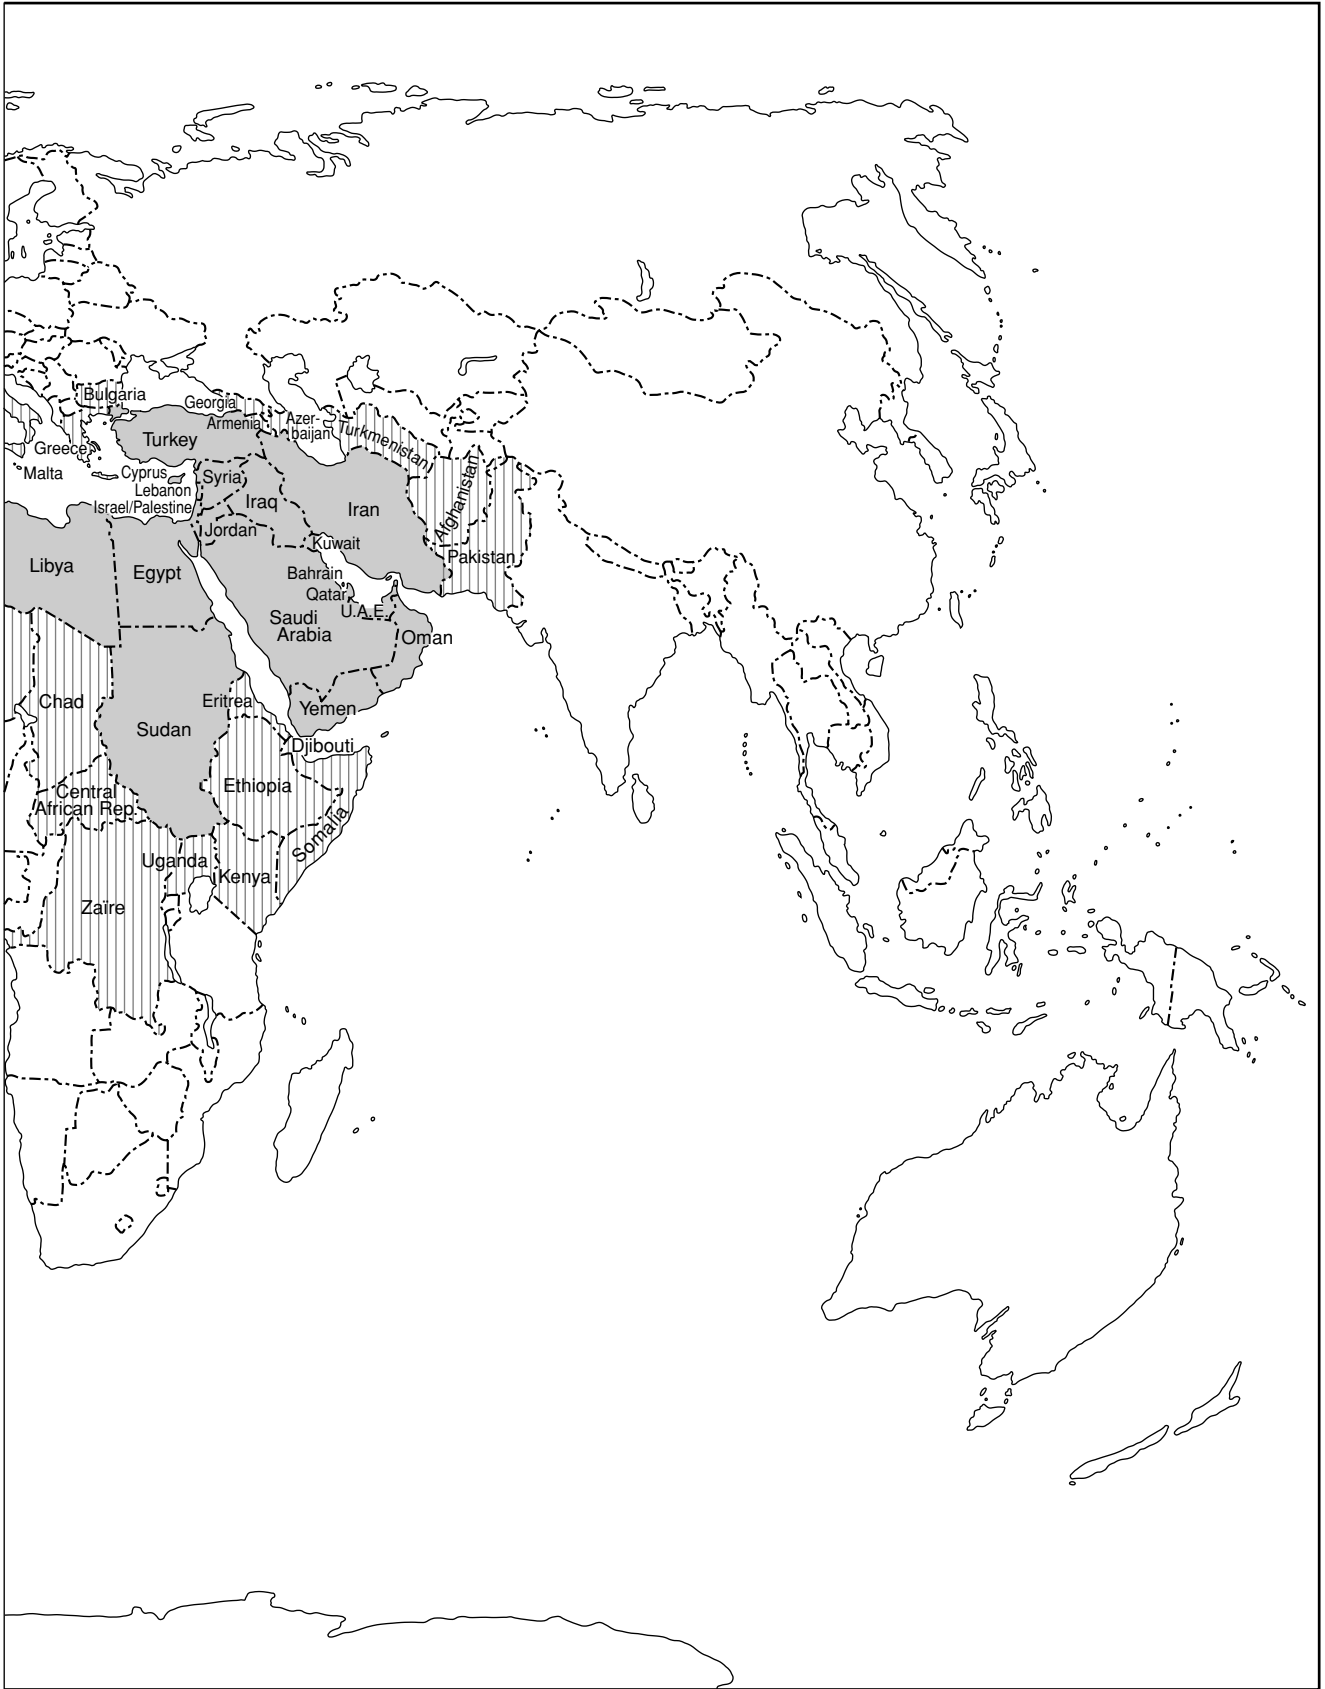 Bulgaria
Georgia
Armenia
Azer-
baijan
Turkmenistan
Turkey
Greece
Malta
Cyprus
Syria
Lebanon
Israel/Palestine
Iraq
Iran
Afghanistan
Jordan
Kuwait
Pakistan
Libya
Egypt
Bahrain
Qatar
U.A.E.
Saudi
Arabia
Oman
Chad
Eritrea
Yemen
Sudan
Djibouti
Ethiopia
Central
African Rep.
Somalia
Uganda
Kenya
Zaïre